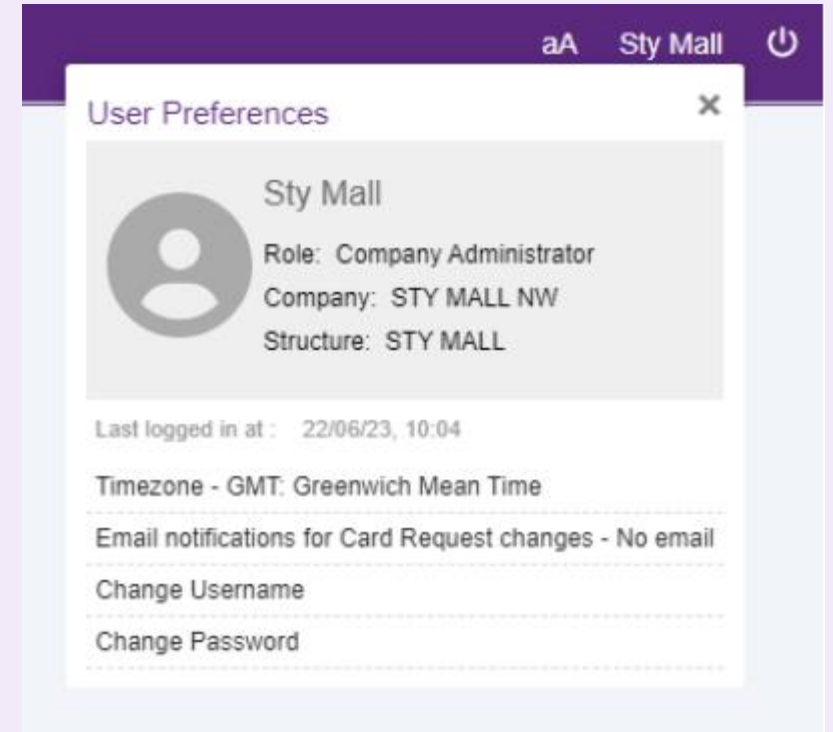 aA Sty Mall
User Preferences
Sty Mall
Role: Company Administrator
Company: STY MALL NW
Structure: STY MALL
Last logged in at : 22/06/23, 10:04
Timezone - GMT: Greenwich Mean Time
Email notifications for Card Request changes - No email
Change Username
Change Password